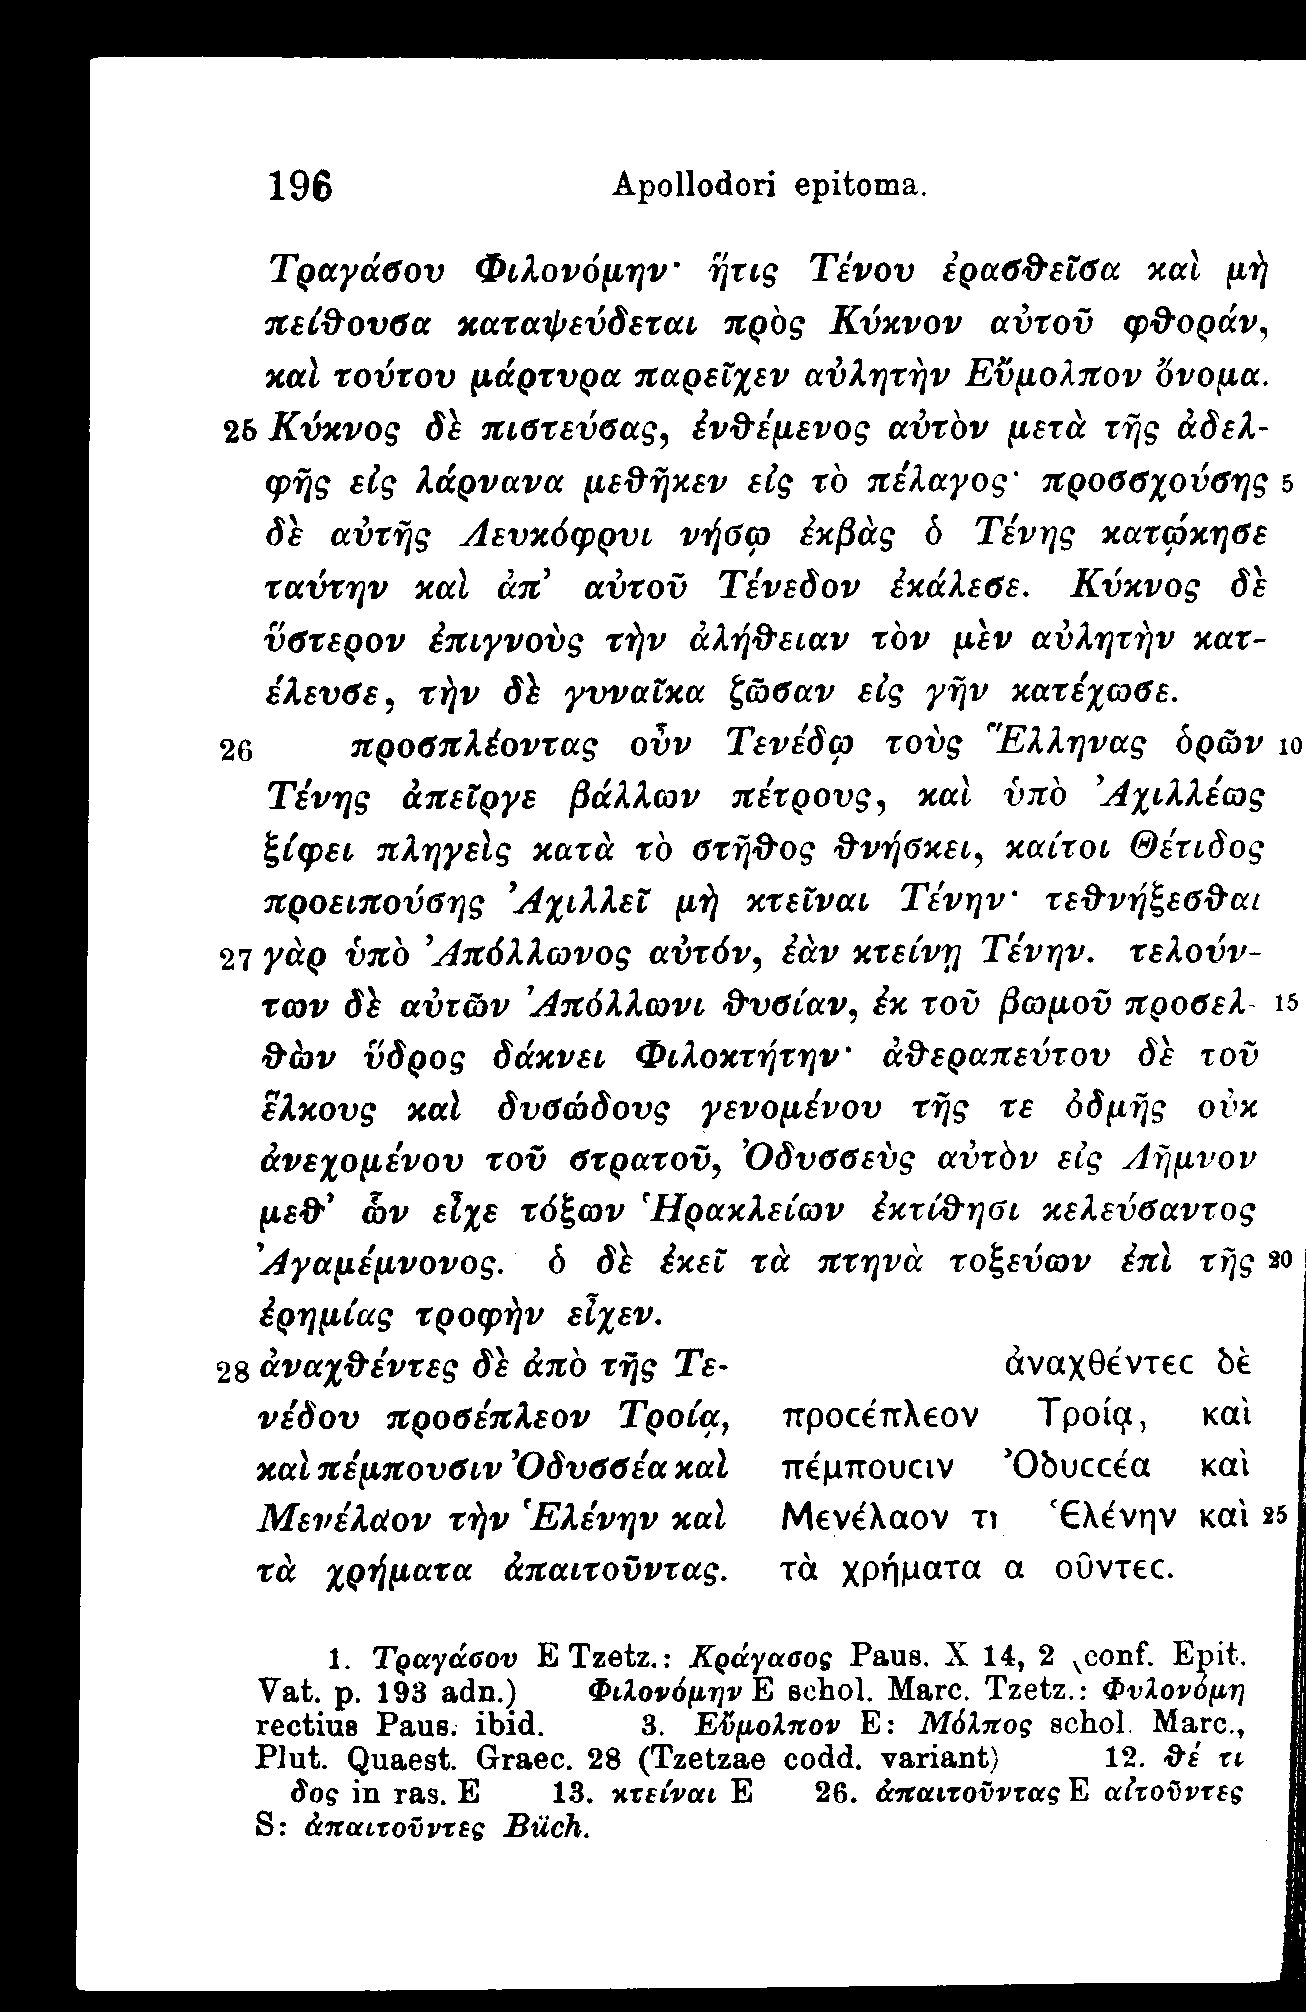 196 Apollodori epitoma.
Τραγάσου Φιλονόμην· ἥτις Τένου ἐρασθεῖσα καὶ μὴ
πείθουσα καταψεύδεται πρὸς Κύκνον αὐτοῦ φθοράν,
καὶ τούτου μάρτυρα παρεῖχεν αὐλητὴν Εὔμολπον ὄνομα.
25 Κύκνος δὲ πιστεύσας, ἐνθέμενος αὐτὸν μετὰ τῆς ἀδελ-
φῆς εἰς λάρνανα μεθῆκεν εἰς τὸ πέλαγος· προσσχούσης 5
δὲ αὐτῆς Λευκόφρυι νήσῳ ἐκβὰς ὁ Τένης κατῴκησε
ταύτην καὶ ἀπ’ αὐτοῦ Τένεδον ἐκάλεσε. Κύκνος δὲ
ὕστερον ἐπιγνοὺς τὴν ἀλήθειαν τὸν μὲν αὐλητὴν κατ-
έλευσε, τὴν δὲ γυναῖκα ζῶσαν εἰς γῆν κατέχωσε.
26 προσπλέοντας οὖν Τενέδῳ τοὺς Ἕλληνας ὁρῶν 10
Τένης ἀπεῖργε βάλλων πέτρους, καὶ ὑπὸ Ἀχιλλέως
ξίφει πληγεὶς κατὰ τὸ στῆθος θνήσκει, καίτοι Θέτιδος
προειπούσης Ἀχιλλεῖ μὴ κτεῖναι Τένην· τεθνήξεσθαι
27 γὰρ ὑπὸ Ἀπόλλωνος αὐτόν, ἐὰν κτείνῃ Τένην. τελούν-
των δὲ αὐτῶν Ἀπόλλωνι θυσίαν, ἐκ τοῦ βωμοῦ προσελ- 15
θὼν ὕδρος δάκνει Φιλοκτήτην· ἀθεραπεύτου δὲ τοῦ
ἕλκους καὶ δυσώδους γενομένου τῆς τε ὀδμῆς οὐκ
ἀνεχομένου τοῦ στρατοῦ, Ὀδυσσεὺς αὐτὸν εἰς Λῆμνον
μεθ’ ὧν εἶχε τόξων Ἡρακλείων ἐκτίθησι κελεύσαντος
Ἀγαμέμνονος. ὁ δὲ ἐκεῖ τὰ πτηνὰ τοξεύων ἐπὶ τῆς 20
ἐρημίας τροφὴν εἶχεν.
28 ἀναχθέντες δὲ ἀπὸ τῆς Τε-
νέδου προσέπλεον Τροίᾳ,
καὶ πέμπουσιν Ὀδυσσέα καὶ
Μενέλαον τὴν Ἑλένην καὶ
τὰ χρήματα ἀπαιτοῦντας.
ἀναχθέντεϲ δὲ
προϲέπλεον Τροίᾳ, καὶ
πέμπουϲιν Ὀδυϲϲέα καὶ
Μενέλαον τι Ἑλένην καὶ 25
τὰ χρήματα α οῦντεϲ.
1. Τραγάσου E Tzetz.: Κράγασος Paus. X 14, 2 (conf. Epit.
Vat. p. 193 adn.) Φιλονόμην E schol. Marc. Tzetz.: Φυλονόμη
rectius Paus. ibid. 3. Εὔμολπον E: Μόλπος schol. Marc.,
Plut. Quaest. Graec. 28 (Tzetzae codd. variant) 12. θέ τι
δος in ras. E 13. κτείναι E 26. ἀπαιτοῦντας E αἰτοῦντες
S: ἀπαιτοῦντες Büch.